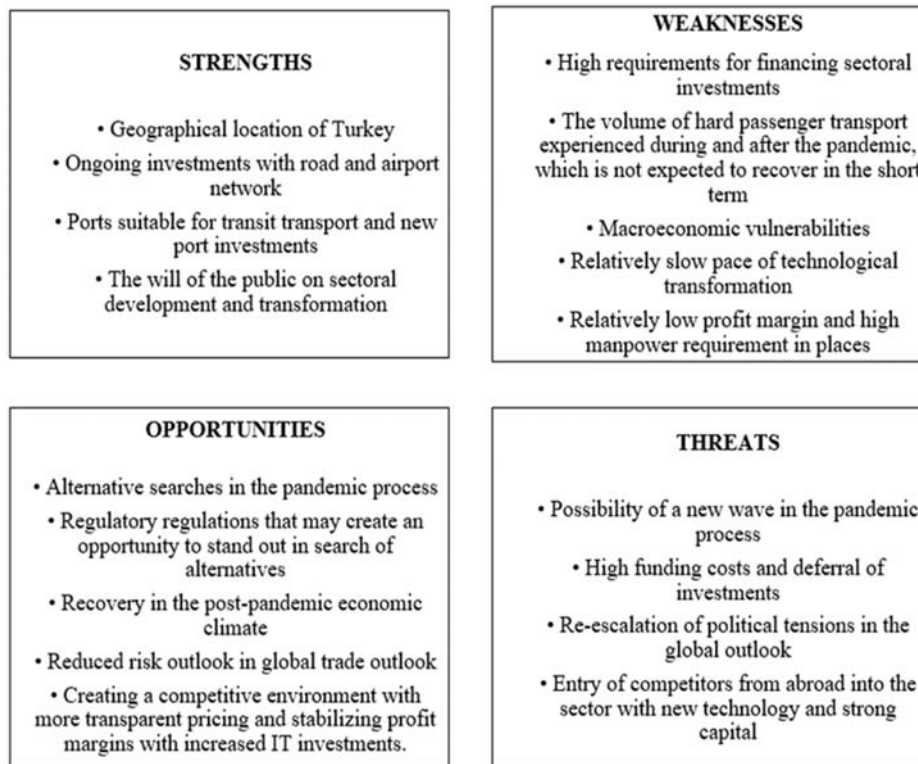 STRENGTHS
• Geographical location of Turkey
• Ongoing investments with road and airport
network
• Ports suitable for transit transport and new
port investments
• The will of the public on sectoral
development and transformation
WEAKNESSES
• High requirements for financing sectoral
investments
• The volume of hard passenger transport
experienced during and after the pandemic,
which is not expected to recover in the short
term
• Macroeconomic vulnerabilities
• Relatively slow pace of technological
transformation
• Relatively low profit margin and high
manpower requirement in places
OPPORTUNITIES
• Alternative searches in the pandemic process
• Regulatory regulations that may create an
opportunity to stand out in search of
alternatives
• Recovery in the post-pandemic economic
climate
• Reduced risk outlook in global trade outlook
• Creating a competitive environment with
more transparent pricing and stabilizing profit
margins with increased IT investments.
THREATS
• Possibility of a new wave in the pandemic
process
• High funding costs and deferral of
investments
• Re-escalation of political tensions in the
global outlook
• Entry of competitors from abroad into the
sector with new technology and strong
capital